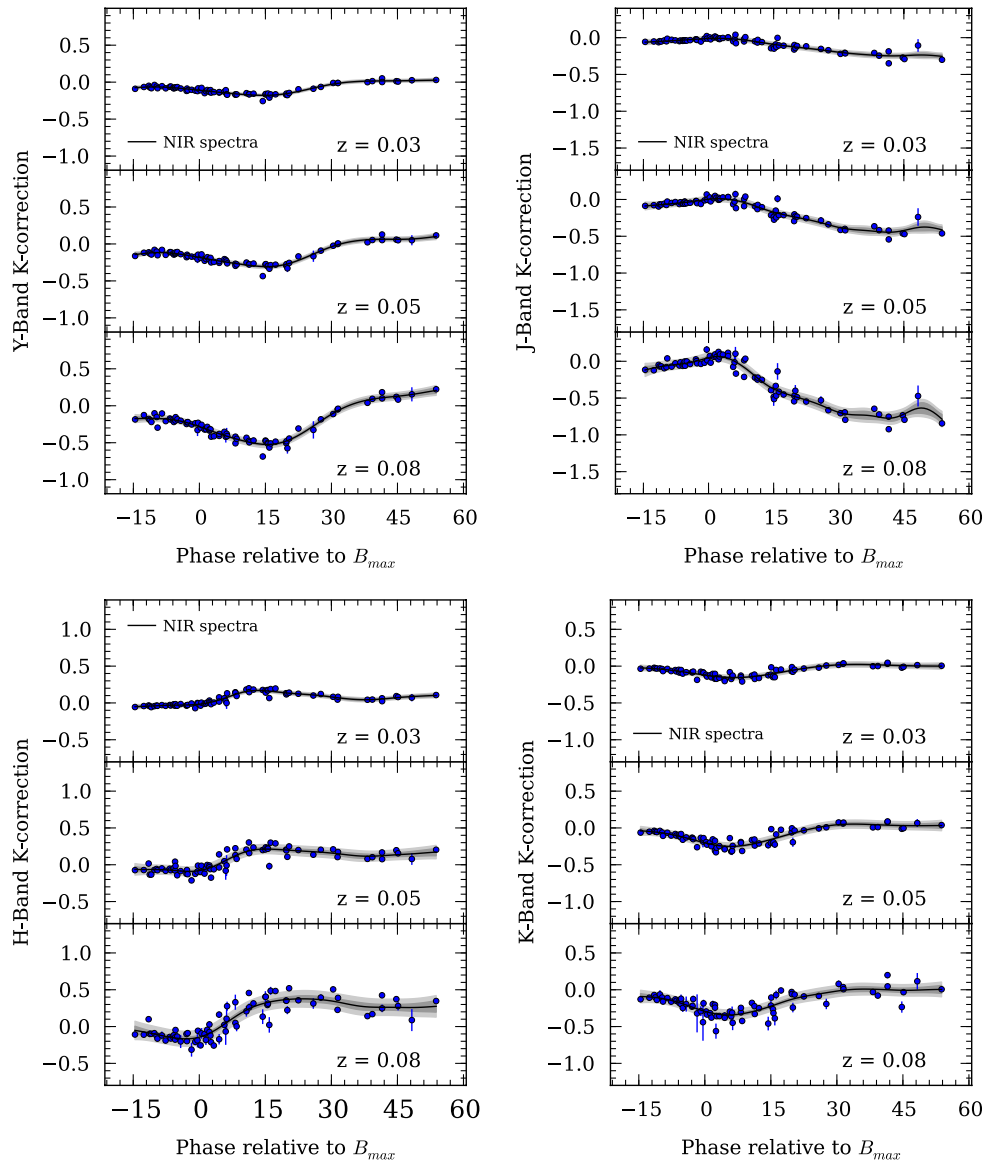 0.5
0.0
−0.5
−1.0
NIR spectra
z = 0.03
0.5
0.0
−0.5
−1.0
z = 0.05
0.5
0.0
−0.5
−1.0
z = 0.08
Y-Band K-correction
−15 0 15 30 45 60
Phase relative to B_max
0.0
−0.5
−1.0
−1.5
NIR spectra
z = 0.03
0.0
−0.5
−1.0
−1.5
z = 0.05
0.0
−0.5
−1.0
−1.5
z = 0.08
J-Band K-correction
−15 0 15 30 45 60
Phase relative to B_max
1.0
0.5
0.0
−0.5
NIR spectra
z = 0.03
1.0
0.5
0.0
−0.5
z = 0.05
1.0
0.5
0.0
−0.5
z = 0.08
H-Band K-correction
−15 0 15 30 45 60
Phase relative to B_max
0.5
0.0
−0.5
−1.0
NIR spectra
z = 0.03
0.5
0.0
−0.5
−1.0
z = 0.05
0.5
0.0
−0.5
−1.0
z = 0.08
K-Band K-correction
−15 0 15 30 45 60
Phase relative to B_max